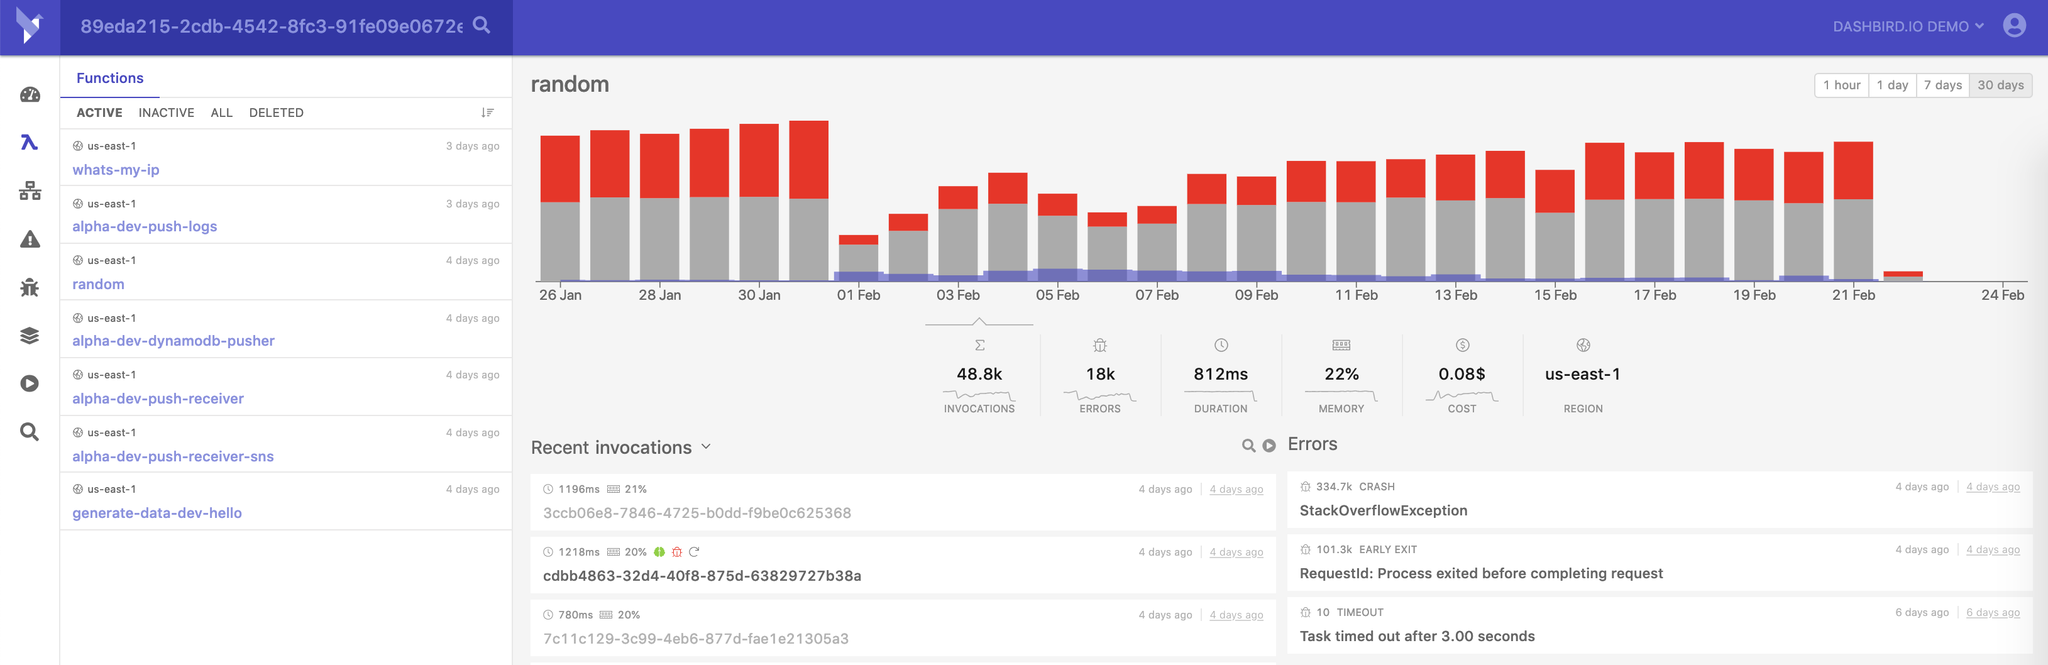 89eda215-2cdb-4542-8fc3-91fe09e0672e
DASHBIRD.IO DEMO
Functions
ACTIVE INACTIVE ALL DELETED
us-east-1 3 days ago
whats-my-ip
us-east-1 3 days ago
alpha-dev-push-logs
us-east-1 4 days ago
random
us-east-1 4 days ago
alpha-dev-dynamodb-pusher
us-east-1 4 days ago
alpha-dev-push-receiver
us-east-1 4 days ago
alpha-dev-push-receiver-sns
us-east-1 4 days ago
generate-data-dev-hello
random
1 hour 1 day 7 days 30 days
26 Jan 28 Jan 30 Jan 01 Feb 03 Feb 05 Feb 07 Feb 09 Feb 11 Feb 13 Feb 15 Feb 17 Feb 19 Feb 21 Feb 24 Feb
48.8k 18k 812ms 22% 0.08$ us-east-1
INVOCATIONS ERRORS DURATION MEMORY COST REGION
Recent invocations
1196ms 21% 4 days ago 4 days ago
3ccb06e8-7846-4725-b0dd-f9be0c625368
1218ms 20% 4 days ago 4 days ago
cdbb4863-32d4-40f8-875d-63829727b38a
780ms 20% 4 days ago 4 days ago
7c11c129-3c99-4eb6-877d-fae1e21305a3
Errors
334.7k CRASH 4 days ago 4 days ago
StackOverflowException
101.3k EARLY EXIT 4 days ago 4 days ago
RequestId: Process exited before completing request
10 TIMEOUT 6 days ago 6 days ago
Task timed out after 3.00 seconds